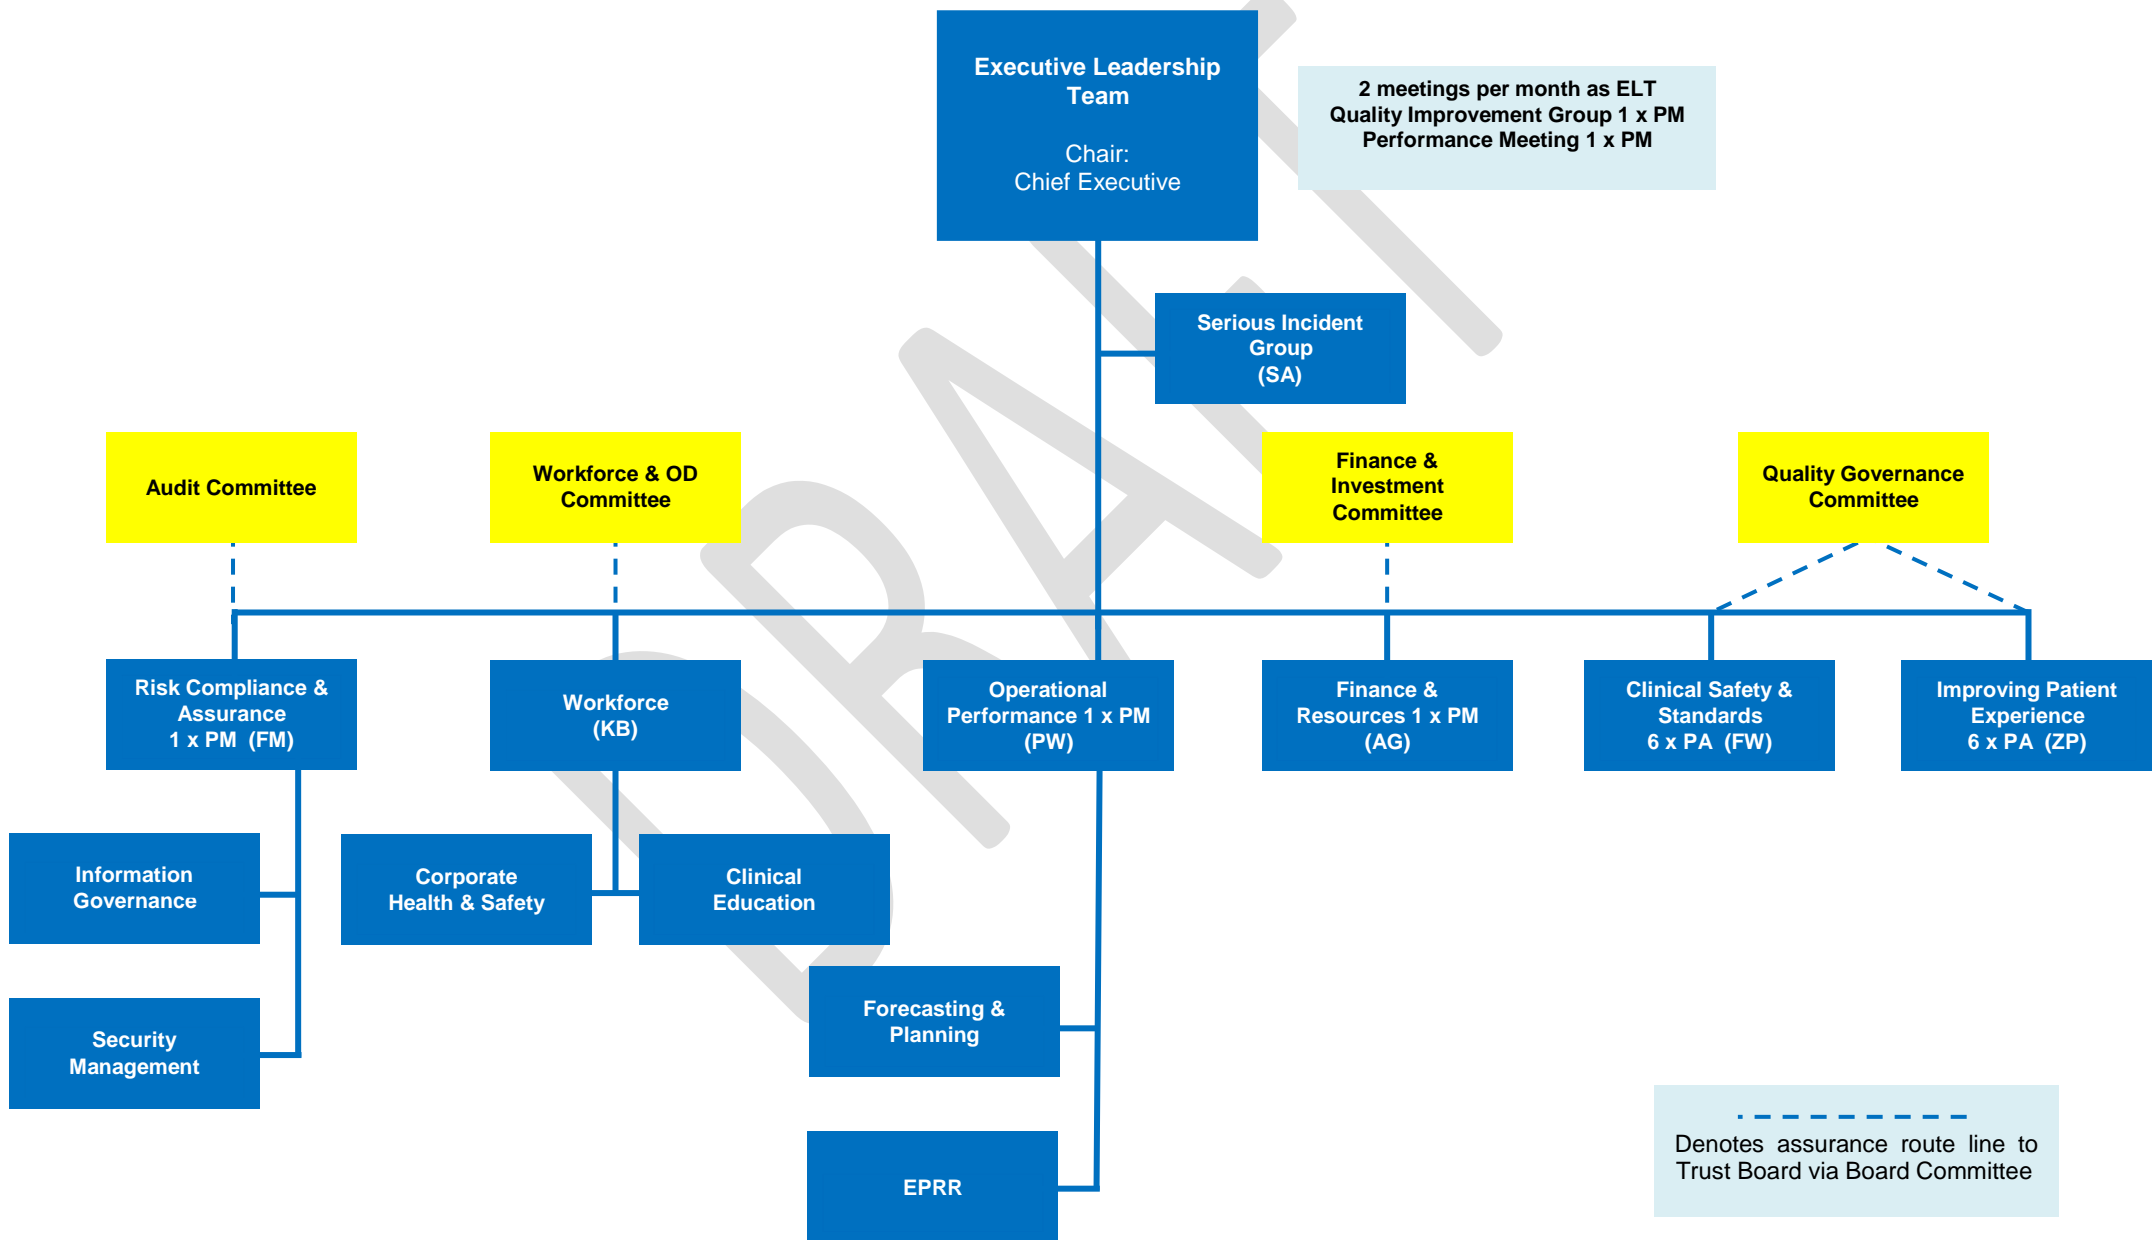 Executive Leadership
Team
Chair:
Chief Executive
2 meetings per month as ELT
Quality Improvement Group 1 x PM
Performance Meeting 1 x PM
Serious Incident
Group
(SA)
Audit Committee
Workforce & OD
Committee
Finance &
Investment
Committee
Quality Governance
Committee
Risk Compliance &
Assurance
1 x PM (FM)
Workforce
(KB)
Operational
Performance 1 x PM
(PW)
Finance &
Resources 1 x PM
(AG)
Clinical Safety &
Standards
6 x PA (FW)
Improving Patient
Experience
6 x PA (ZP)
Information
Governance
Corporate
Health & Safety
Clinical
Education
Security
Management
Forecasting &
Planning
EPRR
Denotes assurance route line to
Trust Board via Board Committee
DRAFT